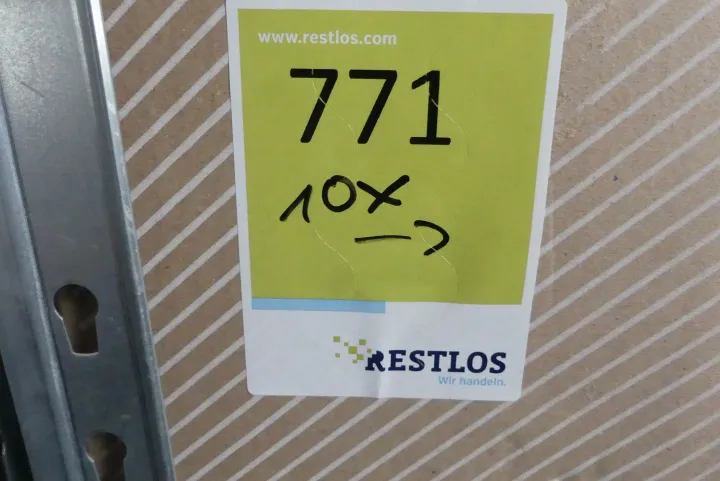 www.restlos.com
771
10x
→
RESTLOS
Wir handeln.